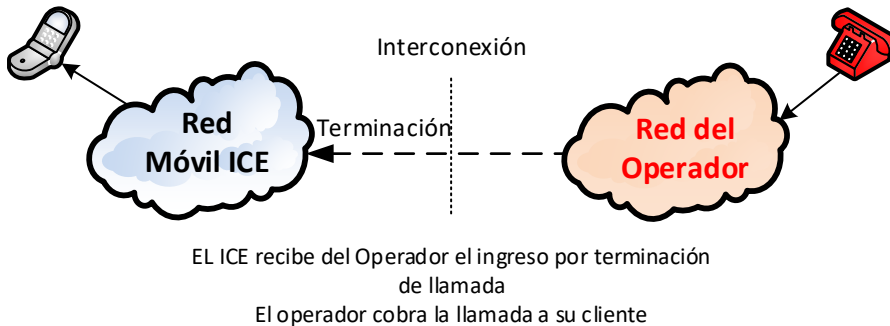 Interconexión
Red
Móvil ICE
Terminación
Red del
Operador
EL ICE recibe del Operador el ingreso por terminación
de llamada
El operador cobra la llamada a su cliente